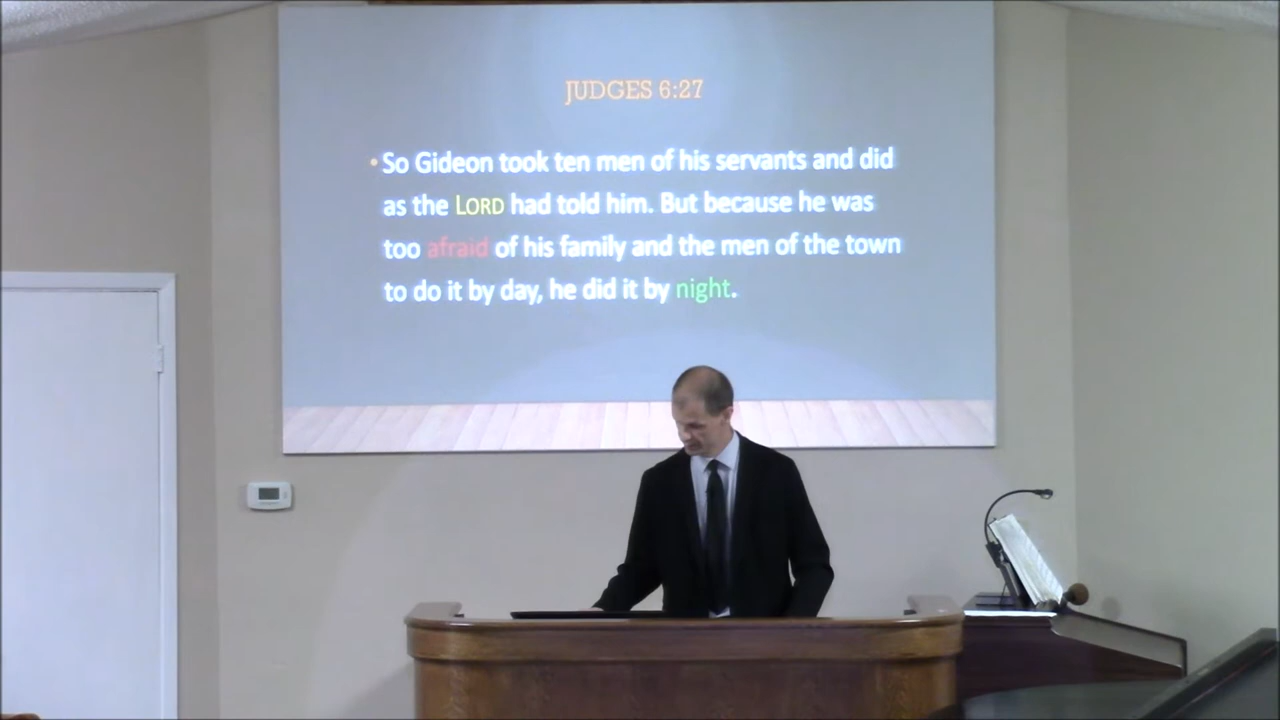 JUDGES 6:27
• So Gideon took ten men of his servants and did
as the LORD had told him. But because he was
too afraid of his family and the men of the town
to do it by day, he did it by night.